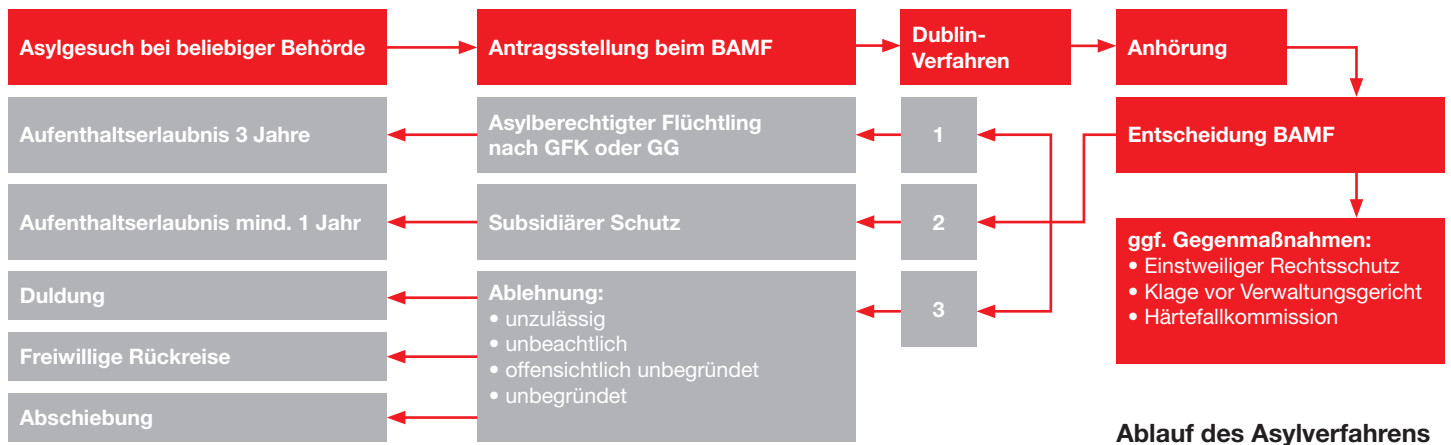 Asylgesuch bei beliebiger Behörde
Antragsstellung beim BAMF
Dublin-
Verfahren
Anhörung
Aufenthaltserlaubnis 3 Jahre
Asylberechtigter Flüchtling
nach GFK oder GG
1
Entscheidung BAMF
Aufenthaltserlaubnis mind. 1 Jahr
Subsidiärer Schutz
2
ggf. Gegenmaßnahmen:
• Einstweiliger Rechtsschutz
• Klage vor Verwaltungsgericht
• Härtefallkommission
Duldung
Freiwillige Rückreise
Abschiebung
Ablehnung:
• unzulässig
• unbeachtlich
• offensichtlich unbegründet
• unbegründet
3
Ablauf des Asylverfahrens